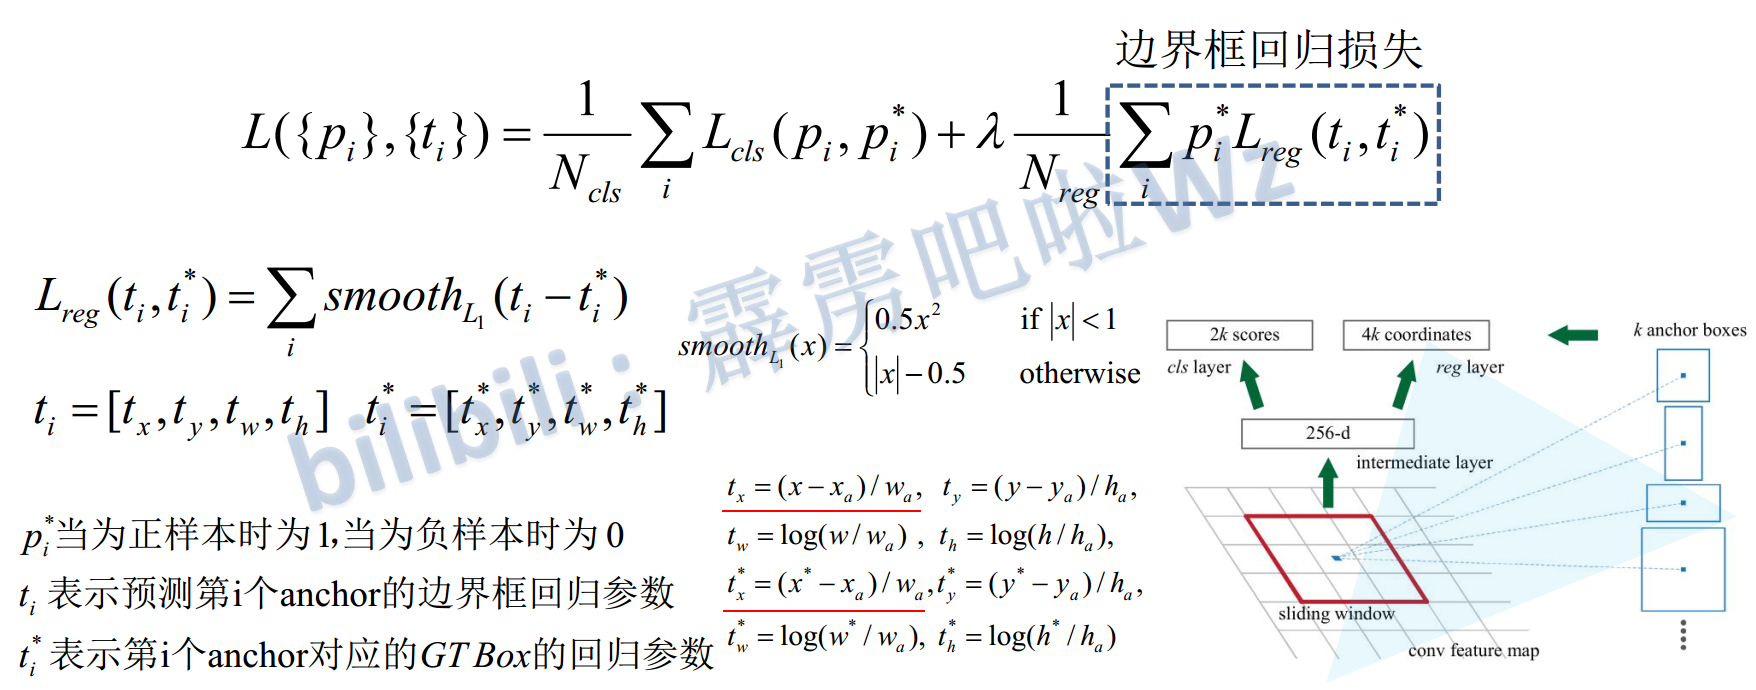 边界框回归损失
L({p_i},{t_i}) = \frac{1}{N_{cls}} \sum_i L_{cls}(p_i, p_i^*) + λ \frac{1}{N_{reg}} \sum_i p_i^* L_{reg}(t_i, t_i^*)
L_{reg}(t_i, t_i^*) = \sum_i smooth_{L_1}(t_i - t_i^*)
smooth_{L_1}(x) = \begin{cases} 0.5x^2 & if |x| < 1 \\ |x| - 0.5 & otherwise \end{cases}
t_i = [t_x, t_y, t_w, t_h]   t_i^* = [t_x^*, t_y^*, t_w^*, t_h^*]
p_i^*当为正样本时为1,当为负样本时为0
t_i 表示预测第i个anchor的边界框回归参数
t_i^* 表示第i个anchor对应的GT Box的回归参数
t_x = (x - x_a) / w_a, t_y = (y - y_a) / h_a,
t_w = log(w / w_a) , t_h = log(h / h_a),
t_x^* = (x^* - x_a) / w_a, t_y^* = (y^* - y_a) / h_a,
t_w^* = log(w^* / w_a), t_h^* = log(h^* / h_a)
2k scores
4k coordinates
k anchor boxes
cls layer
reg layer
256-d
intermediate layer
sliding window
conv feature map
bilibili：霹雳吧啦Wz